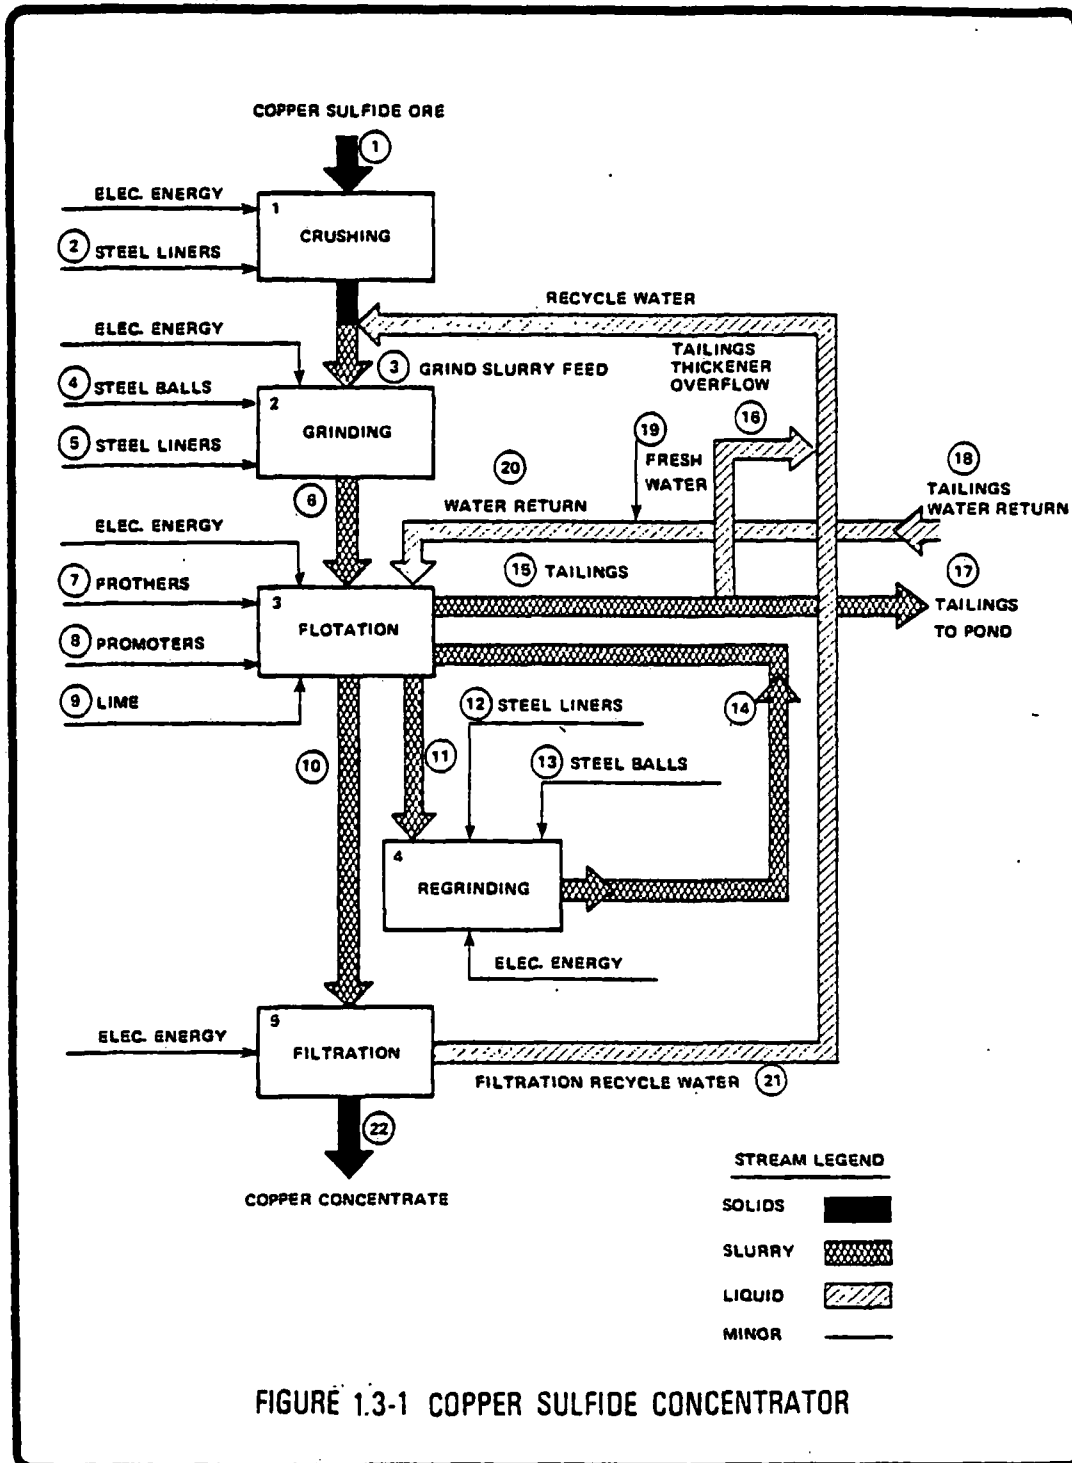 COPPER SULFIDE ORE
1
ELEC. ENERGY
1
CRUSHING
2 STEEL LINERS
RECYCLE WATER
ELEC. ENERGY
3 GRIND SLURRY FEED
TAILINGS
THICKENER
OVERFLOW
4 STEEL BALLS
2
GRINDING
5 STEEL LINERS
16
19
FRESH
WATER
20
WATER RETURN
18
TAILINGS
WATER RETURN
6
ELEC. ENERGY
15 TAILINGS
17
TAILINGS
TO POND
7 FROTHERS
3
FLOTATION
8 PROMOTERS
9 LIME
12 STEEL LINERS
14
10
11
13 STEEL BALLS
4
REGRINDING
ELEC. ENERGY
ELEC. ENERGY
5
FILTRATION
FILTRATION RECYCLE WATER 21
22
COPPER CONCENTRATE
STREAM LEGEND
SOLIDS
SLURRY
LIQUID
MINOR
FIGURE 1.3-1 COPPER SULFIDE CONCENTRATOR